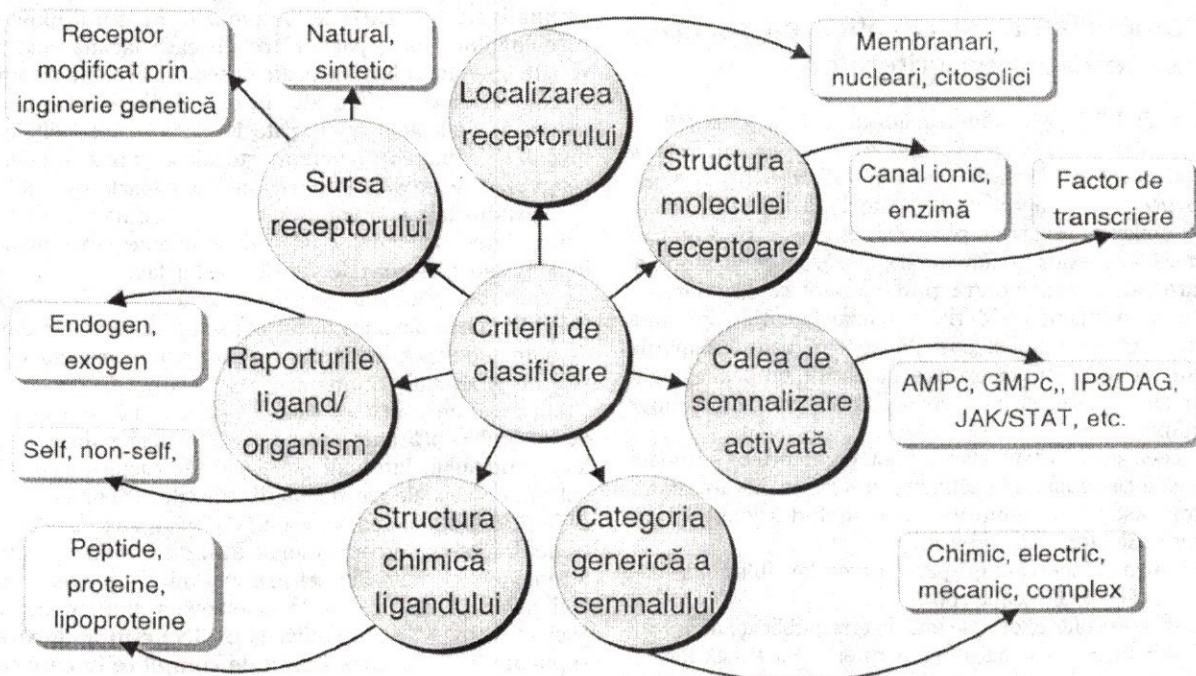 Receptor
modificat prin
inginerie genetică
Natural,
sintetic
Localizarea
receptorului
Membranari,
nucleari, citosolici
Sursa
receptorului
Structura
moleculei
receptoare
Canal ionic,
enzimă
Factor de
transcriere
Criterii de
clasificare
Endogen,
exogen
Raporturile
ligand/
organism
Self, non-self,
Calea de
semnalizare
activată
AMPc, GMPc,, IP3/DAG,
JAK/STAT, etc.
Structura
chimică
ligandului
Peptide,
proteine,
lipoproteine
Categoria
generică a
semnalului
Chimic, electric,
mecanic, complex